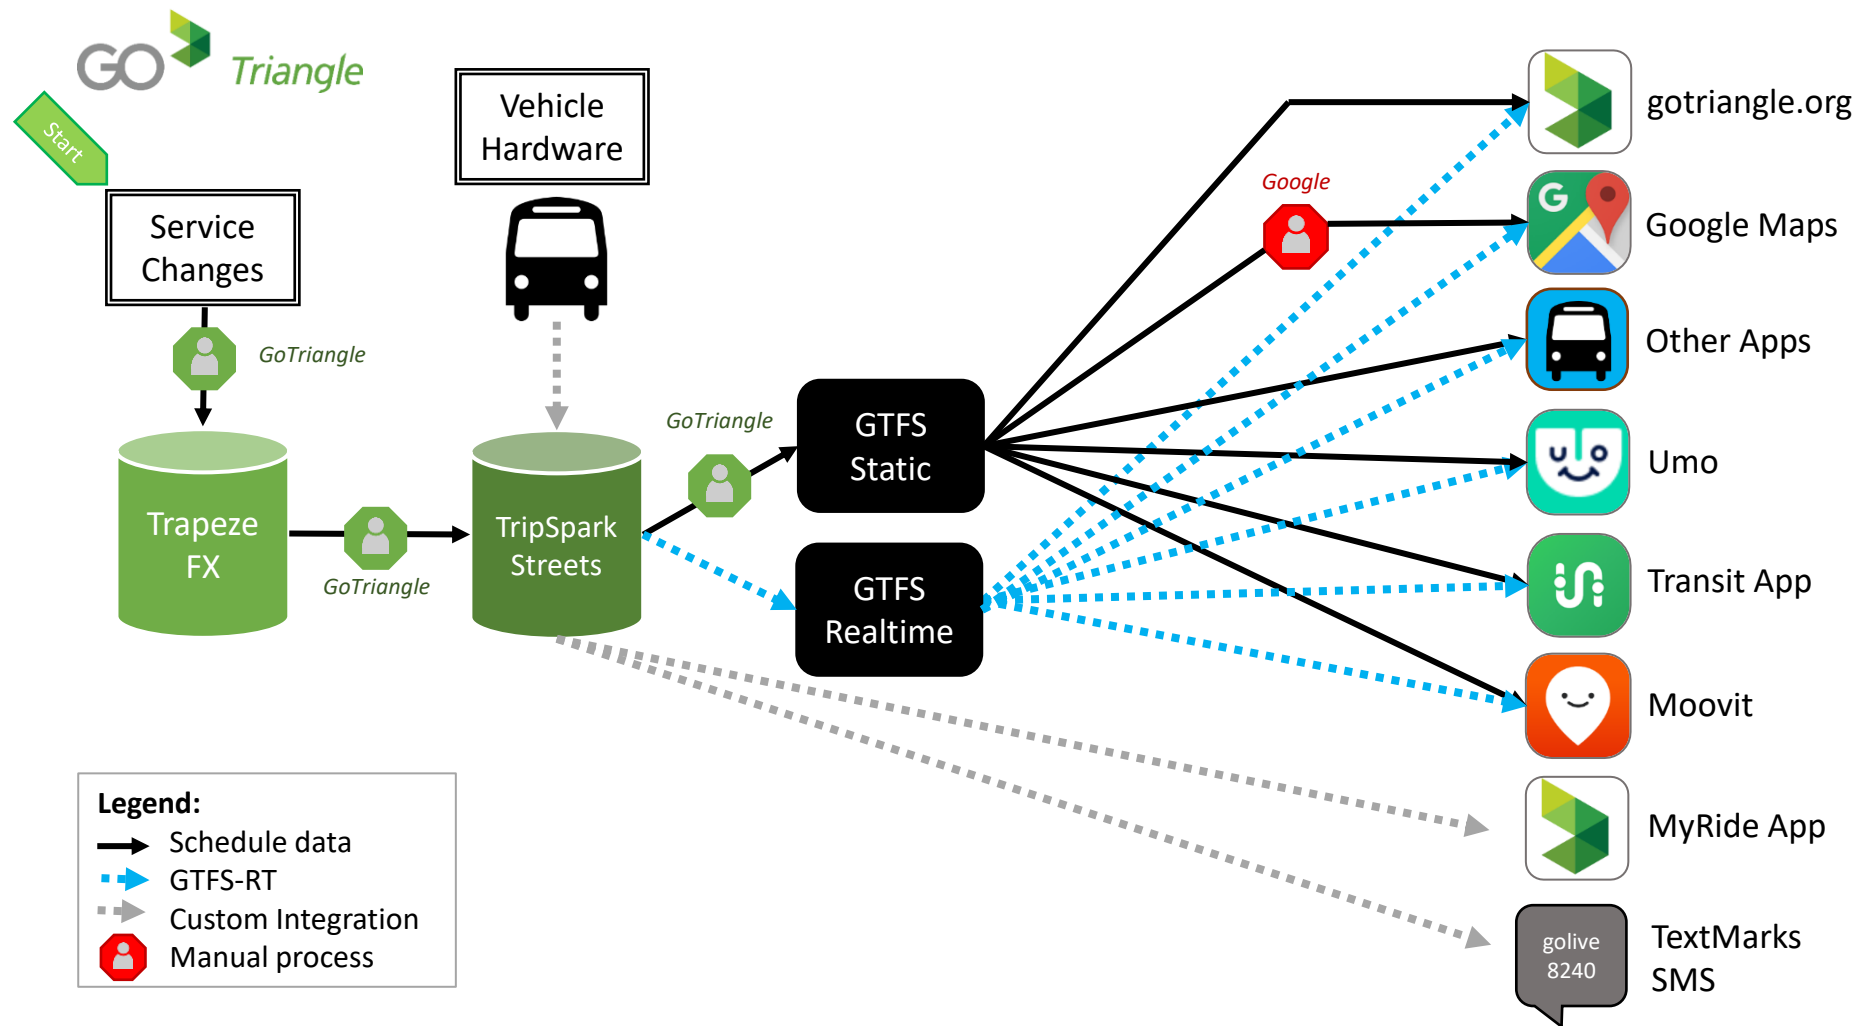 GO Triangle
Start
Service
Changes
Vehicle
Hardware
GoTriangle
Trapeze
FX
GoTriangle
TripSpark
Streets
GoTriangle
GTFS
Static
GTFS
Realtime
Google
gotriangle.org
G
Google Maps
Other Apps
Umo
Transit App
Moovit
MyRide App
golive
8240
TextMarks
SMS
Legend:
Schedule data
GTFS-RT
Custom Integration
Manual process